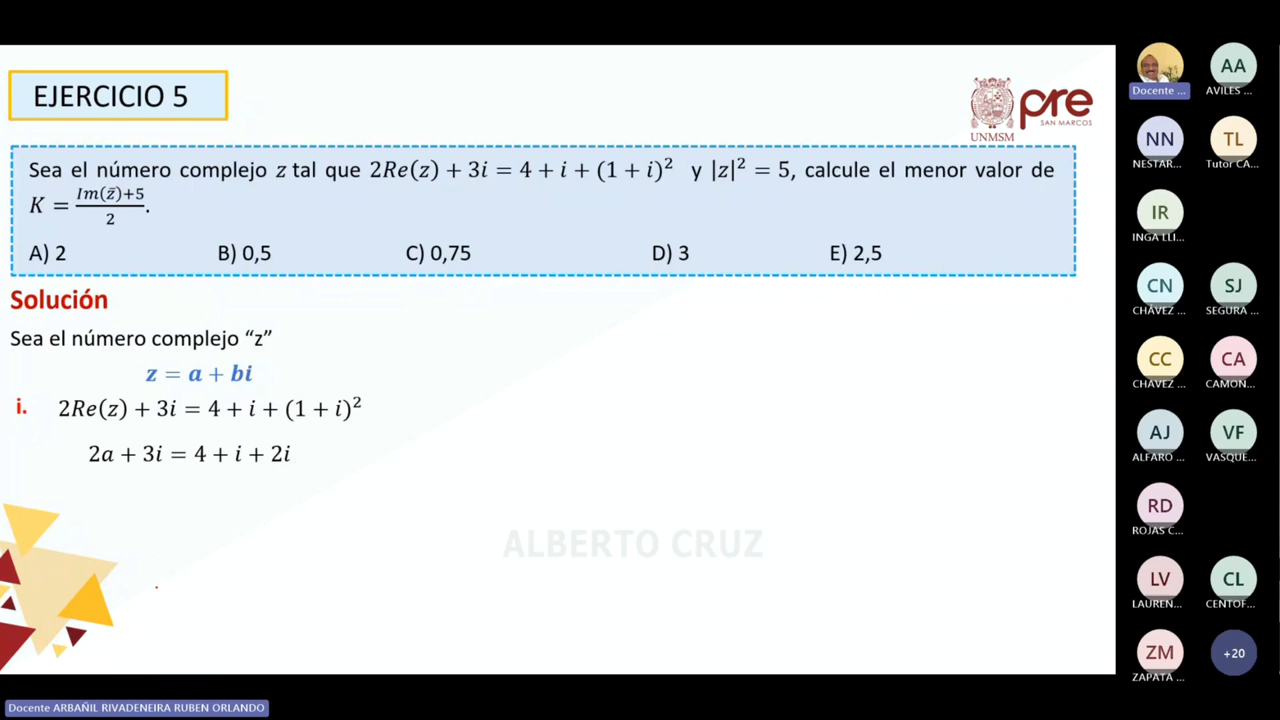 EJERCICIO 5
UNMSM
pre
SAN MARCOS
Sea el número complejo z tal que 2Re(z) + 3i = 4 + i + (1 + i)² y |z|² = 5, calcule el menor valor de
K = (Im(z̄)+5)/2.
A) 2 B) 0,5 C) 0,75 D) 3 E) 2,5
Solución
Sea el número complejo “z”
z = a + bi
i. 2Re(z) + 3i = 4 + i + (1 + i)²
2a + 3i = 4 + i + 2i
ALBERTO CRUZ
Docente ...
AA
AVILES ...
NN
NESTAR...
TL
Tutor CA...
IR
INGA LLI...
CN
CHÁVEZ ...
SJ
SEGURA ...
CC
CHAVEZ ...
CA
CAMON...
AJ
ALFARO ...
VF
VASQUE...
RD
ROJAS C...
LV
LAUREN...
CL
CENTOF...
ZM
ZAPATA ...
+20
Docente ARBAÑIL RIVADENEIRA RUBEN ORLANDO